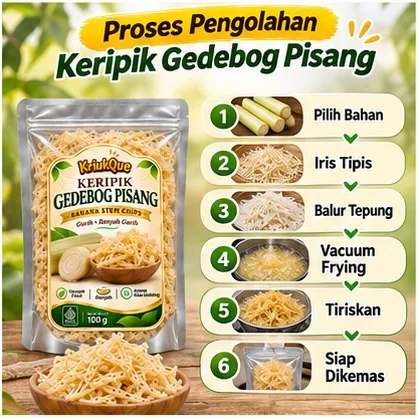 Proses Pengolahan
Keripik Gedebog Pisang
KriukQue
KERIPIK
GEDEBOG PISANG
BANANA STEM CHIPS
100 g
1 Pilih Bahan
2 Iris Tipis
3 Balur Tepung
4 Vacuum
Frying
5 Tiriskan
6 Siap
Dikemas